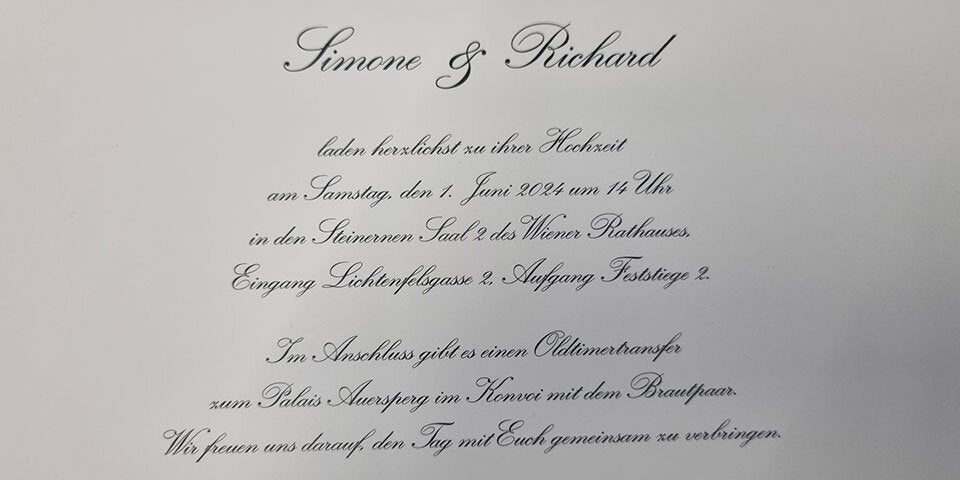 Simone & Richard
laden herzlichst zu ihrer Hochzeit
am Samstag, den 1. Juni 2024 um 14 Uhr
in den Steinernen Saal 2 des Wiener Rathauses,
Eingang Lichtenfelsgasse 2, Aufgang Feststiege 2.
Im Anschluss gibt es einen Oldtimertransfer
zum Palais Auersperg im Konvoi mit dem Brautpaar.
Wir freuen uns darauf, den Tag mit Euch gemeinsam zu verbringen.